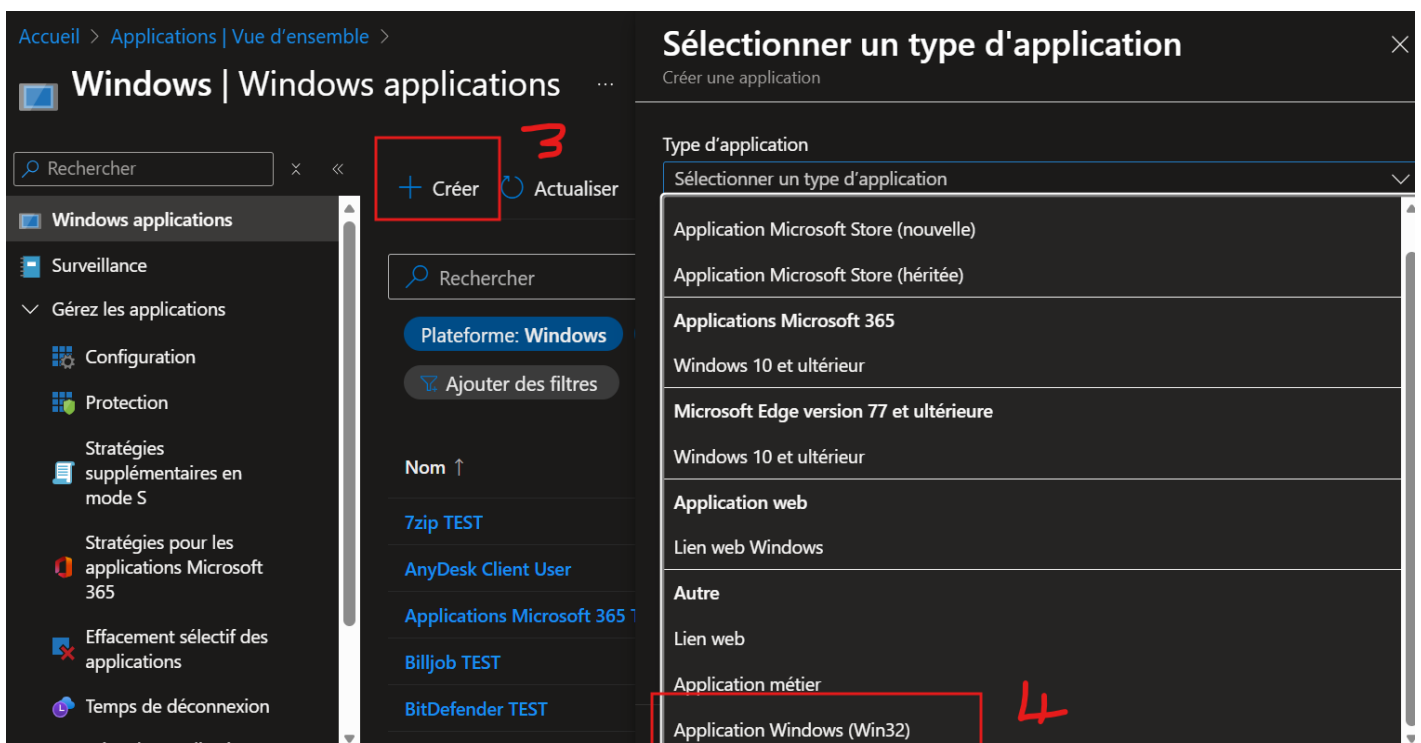 Accueil > Applications | Vue d'ensemble >
Windows | Windows applications ...
Rechercher
Windows applications
Surveillance
Gérez les applications
Configuration
Protection
Stratégies
supplémentaires en
mode S
Stratégies pour les
applications Microsoft
365
Effacement sélectif des
applications
Temps de déconnexion
3
+ Créer
Actualiser
Rechercher
Plateforme: Windows
Ajouter des filtres
Nom ↑
7zip TEST
AnyDesk Client User
Applications Microsoft 365
Billjob TEST
BitDefender TEST
Sélectionner un type d'application
Créer une application
Type d'application
Sélectionner un type d'application
Application Microsoft Store (nouvelle)
Application Microsoft Store (héritée)
Applications Microsoft 365
Windows 10 et ultérieur
Microsoft Edge version 77 et ultérieure
Windows 10 et ultérieur
Application web
Lien web Windows
Autre
Lien web
Application métier
Application Windows (Win32)
4